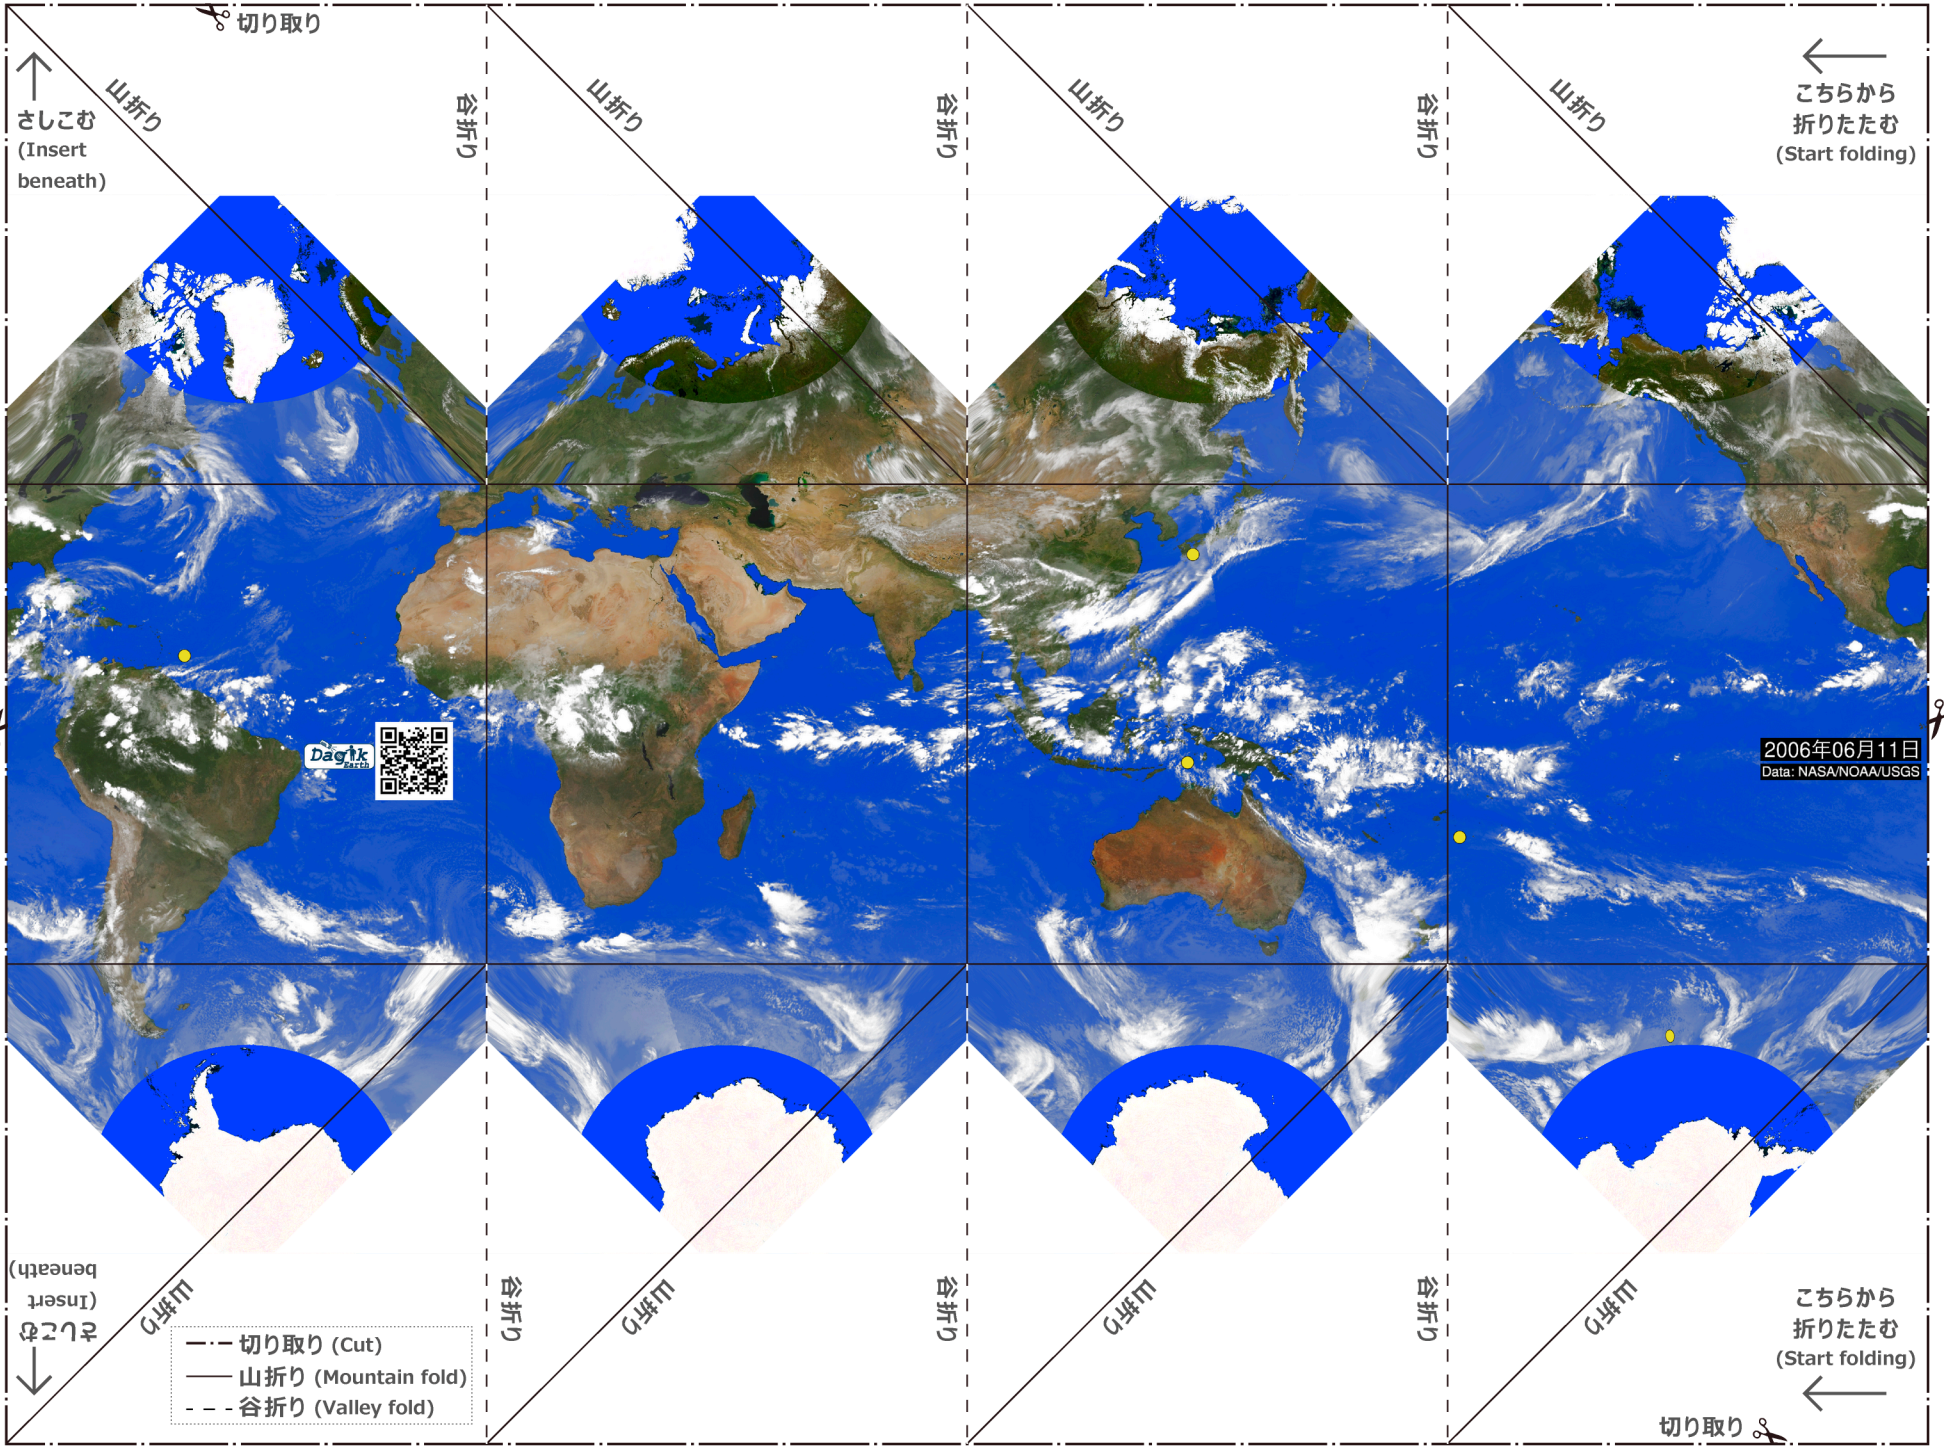 切り取り
山折り
谷折り
山折り
谷折り
山折り
谷折り
山折り
さしこむ
(Insert
beneath)
こちらから
折りたたむ
(Start folding)
Dagik
Earth
2006年06月11日
Data: NASA/NOAA/USGS
さしこむ
(Insert
beneath)
山折り
谷折り
山折り
谷折り
山折り
谷折り
山折り
こちらから
折りたたむ
(Start folding)
切り取り (Cut)
山折り (Mountain fold)
谷折り (Valley fold)
切り取り